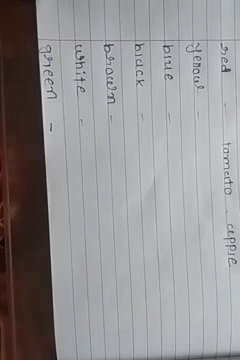 red - tomato - apple
yellow -
blue -
black -
brown -
white -
green -